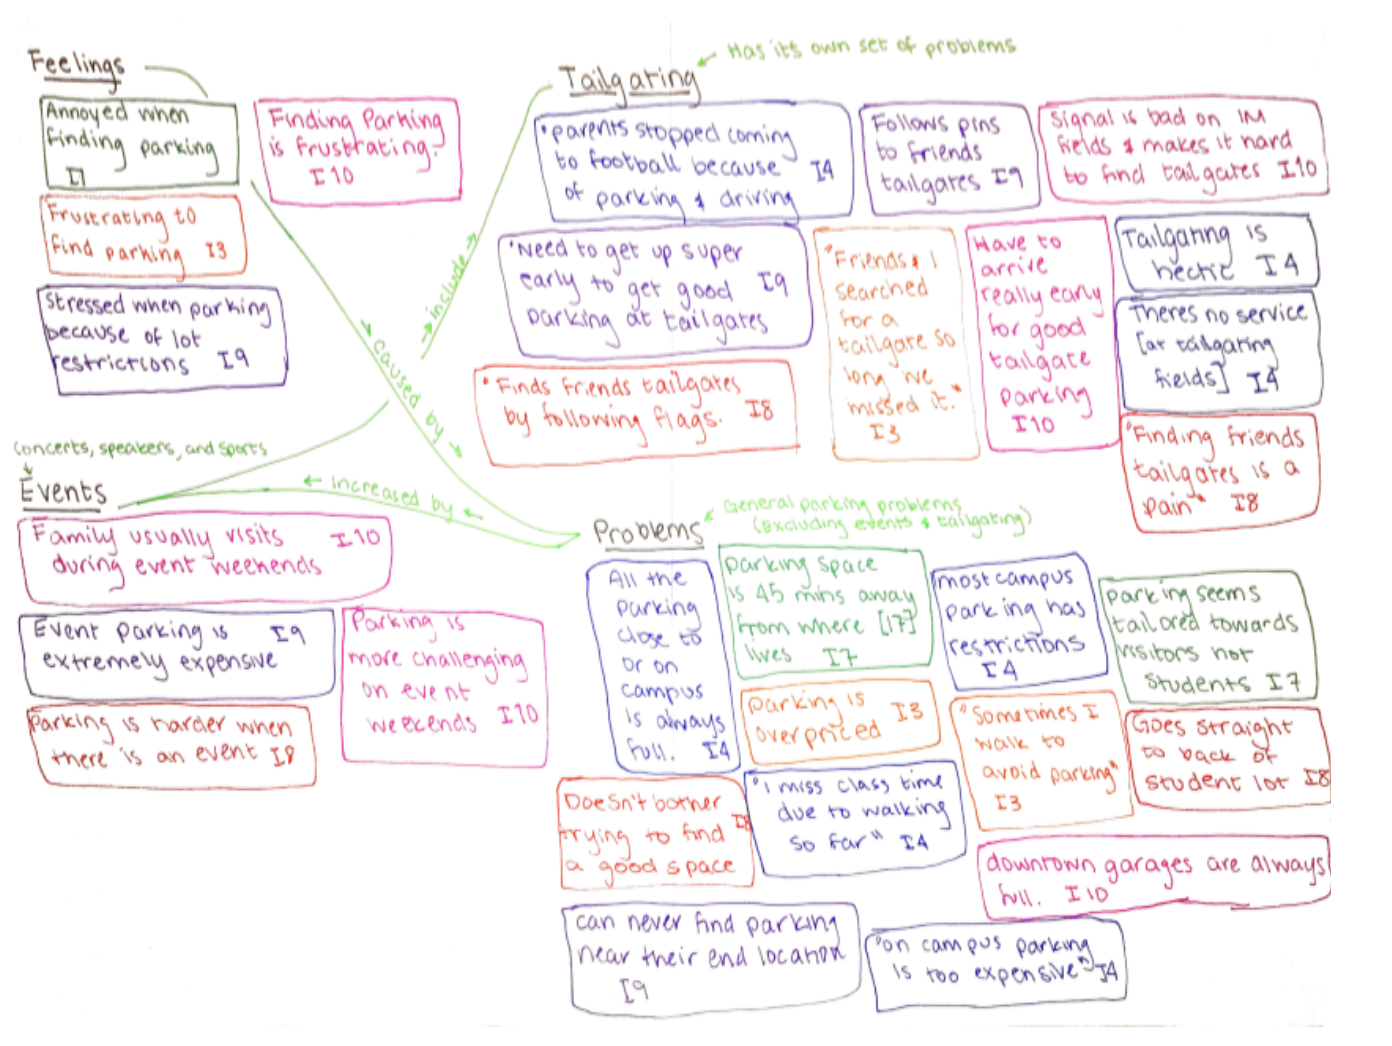 Feelings
Annoyed when
finding parking
I7
Finding Parking
is frustrating.
I10
Frustrating to
find parking I3
Stressed when parking
because of lot
restrictions I9
Has it's own set of problems
Tailgating
"parents stopped coming
to football because I4
of parking & driving
Follows pins
to friends
tailgates I9
Signal is bad on IM
fields & makes it hard
to find tailgates I10
"Need to get up super
early to get good I9
parking at tailgates
"Friends & I
searched
for a
tailgate so
long we
missed it."
I3
Have to
arrive
really early
for good
tailgate
parking
I10
Tailgating is
hectic I4
Theres no service
[at tailgating
fields] I4
"Finds friends tailgates
by following flags. I8
"Finding friends
tailgates is a
pain" I8
include
caused by
increased by
Concerts, speakers, and sports
Events
Family usually visits I10
during event weekends
Event parking is I9
extremely expensive
Parking is
more challenging
on event
weekends I10
Parking is harder when
there is an event I8
General parking problems
(Excluding events & tailgating)
Problems
All the
parking
close to
or on
campus
is always
full. I4
parking space
is 45 mins away
from where [I7]
lives I7
most campus
parking has
restrictions
I4
parking seems
tailored towards
visitors not
students I7
parking is I3
overpriced
"Sometimes I
walk to
avoid parking"
I3
Goes straight
to back of
student lot I8
Doesn't bother
trying to find I8
a good space
"I miss class time
due to walking
so far" I4
downtown garages are always
full. I10
can never find parking
near their end location
I9
"on campus parking
is too expensive" I4